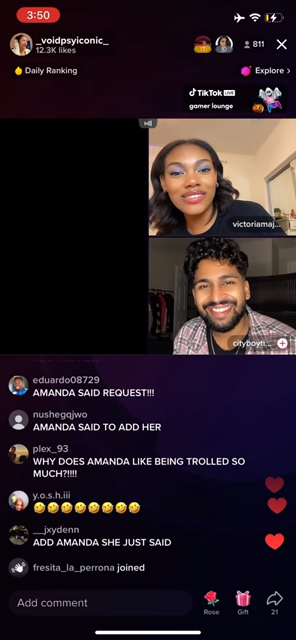 3:50
_voidpsyiconic_
12.3K likes
17
10
811
Daily Ranking
Explore
TikTok LIVE
gamer lounge
victoriamaj...
cityboyti...
eduardo08729
AMANDA SAID REQUEST!!!
nushegqjwo
AMANDA SAID TO ADD HER
plex_93
WHY DOES AMANDA LIKE BEING TROLLED SO
MUCH?!!!!
y.o.s.h.iii
🤣🤣🤣🤣🤣🤣🤣🤣
__jxydenn
ADD AMANDA SHE JUST SAID
fresita_la_perrona joined
Add comment
Rose
Gift
21